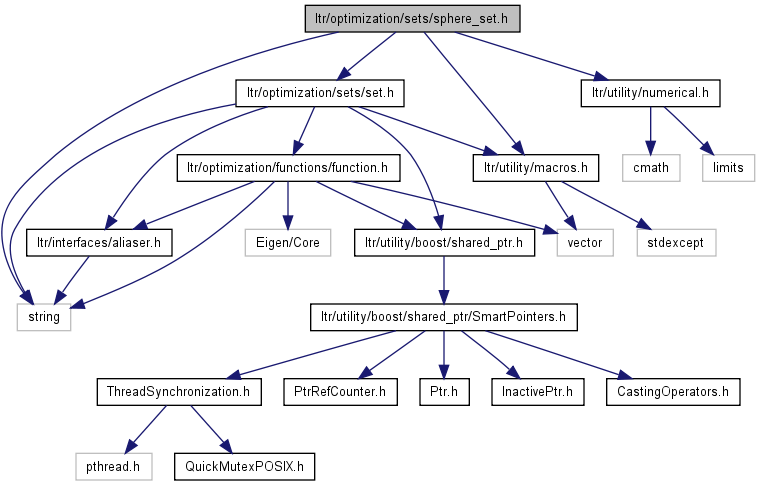 ltr/optimization/sets/sphere_set.h
ltr/optimization/sets/set.h
ltr/utility/numerical.h
ltr/optimization/functions/function.h
ltr/utility/macros.h
cmath
limits
ltr/interfaces/aliaser.h
Eigen/Core
ltr/utility/boost/shared_ptr.h
vector
stdexcept
string
ltr/utility/boost/shared_ptr/SmartPointers.h
ThreadSynchronization.h
PtrRefCounter.h
Ptr.h
InactivePtr.h
CastingOperators.h
pthread.h
QuickMutexPOSIX.h